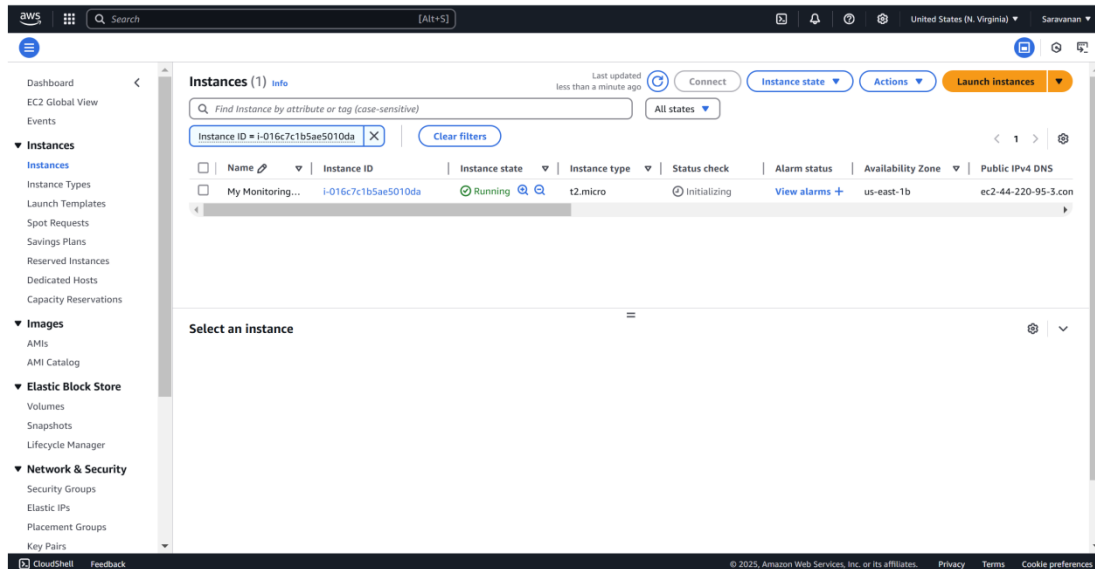 aws
Search [Alt+S] United States (N. Virginia) Saravanan
Dashboard
EC2 Global View
Events
Instances
Instances
Instance Types
Launch Templates
Spot Requests
Savings Plans
Reserved Instances
Dedicated Hosts
Capacity Reservations
Images
AMIs
AMI Catalog
Elastic Block Store
Volumes
Snapshots
Lifecycle Manager
Network & Security
Security Groups
Elastic IPs
Placement Groups
Key Pairs
Instances (1) Info
Last updated
less than a minute ago
Connect Instance state Actions Launch instances
Find Instance by attribute or tag (case-sensitive) All states
Instance ID = i-016c7c1b5ae5010da Clear filters
1
Name Instance ID Instance state Instance type Status check Alarm status Availability Zone Public IPv4 DNS
My Monitoring... i-016c7c1b5ae5010da Running t2.micro Initializing View alarms + us-east-1b ec2-44-220-95-3.con
Select an instance
CloudShell Feedback © 2025, Amazon Web Services, Inc. or its affiliates. Privacy Terms Cookie preferences